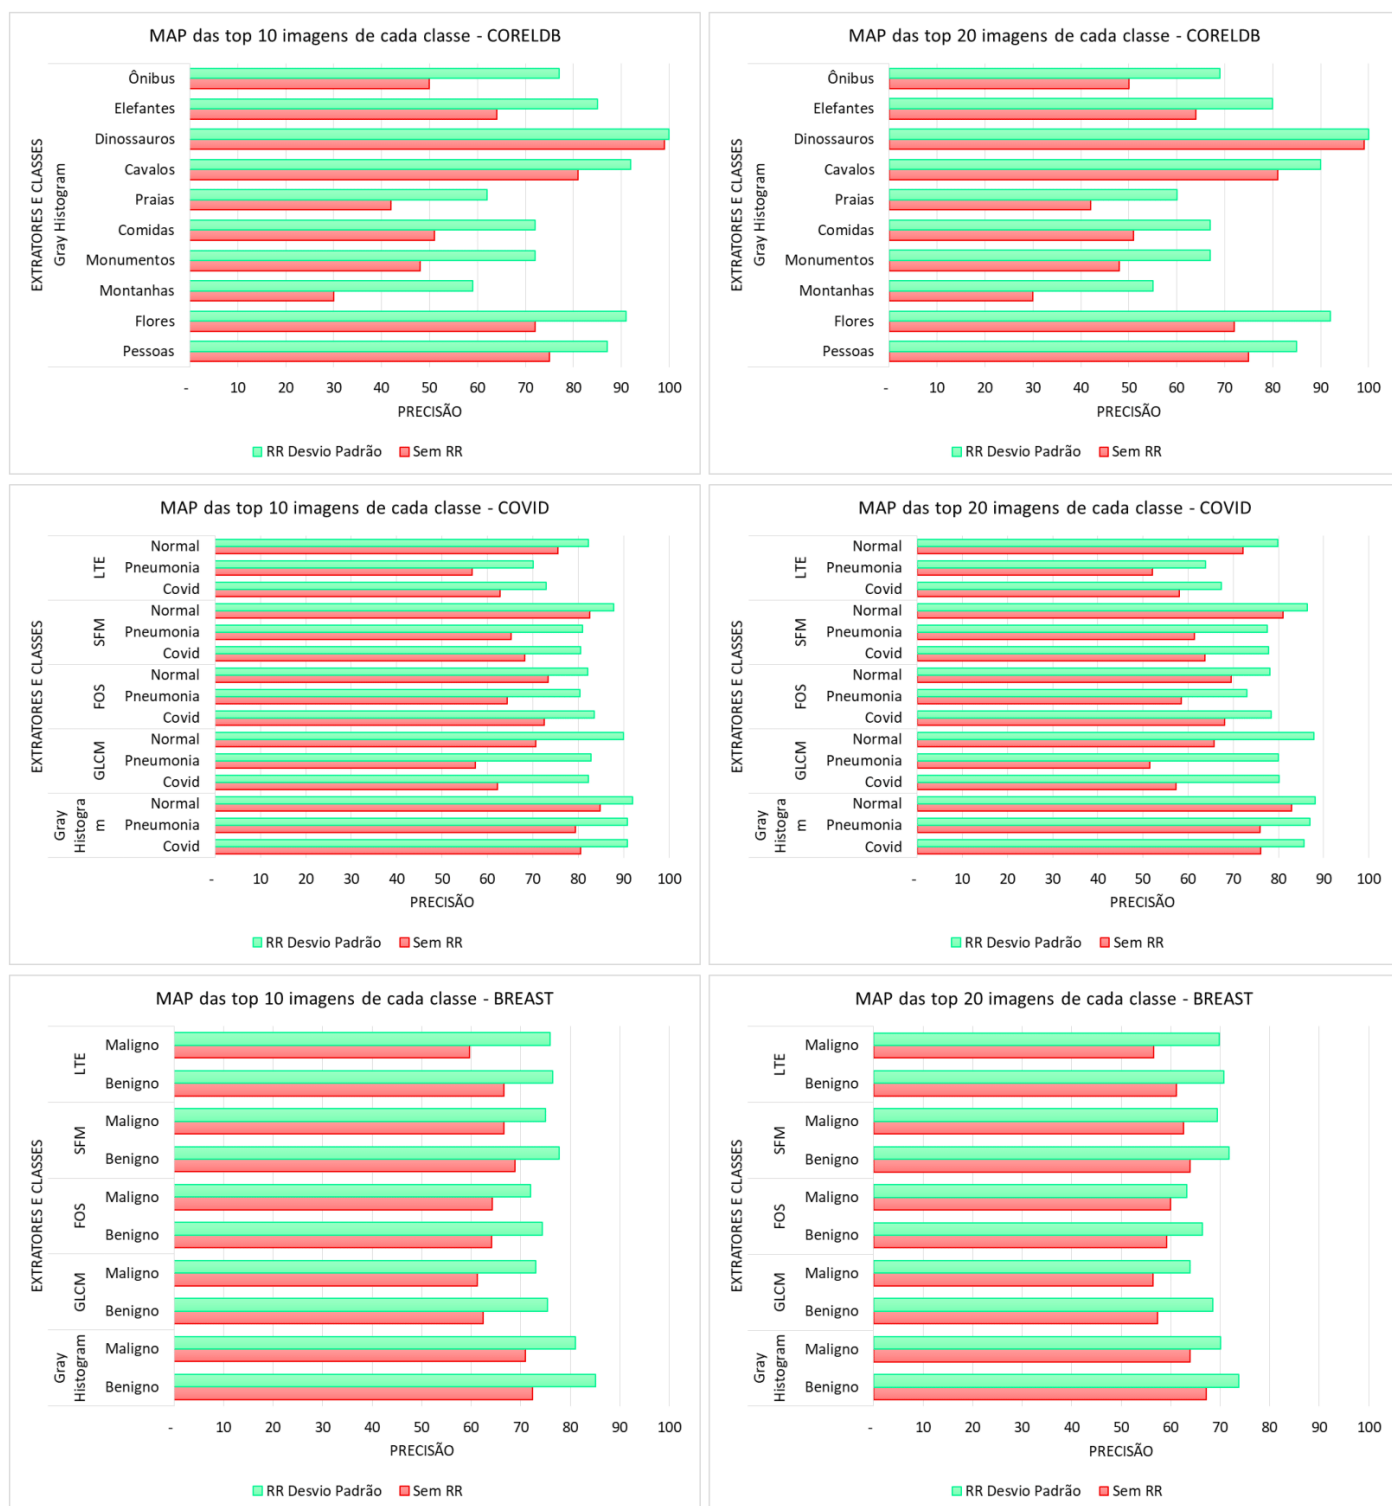 MAP das top 10 imagens de cada classe - CORELDB
EXTRATORES E CLASSES
Gray Histogram
Ônibus
Elefantes
Dinossauros
Cavalos
Praias
Comidas
Monumentos
Montanhas
Flores
Pessoas
- 10 20 30 40 50 60 70 80 90 100
PRECISÃO
RR Desvio Padrão Sem RR
MAP das top 20 imagens de cada classe - CORELDB
EXTRATORES E CLASSES
Gray Histogram
Ônibus
Elefantes
Dinossauros
Cavalos
Praias
Comidas
Monumentos
Montanhas
Flores
Pessoas
- 10 20 30 40 50 60 70 80 90 100
PRECISÃO
RR Desvio Padrão Sem RR
MAP das top 10 imagens de cada classe - COVID
EXTRATORES E CLASSES
LTE
Normal
Pneumonia
Covid
SFM
Normal
Pneumonia
Covid
FOS
Normal
Pneumonia
Covid
GLCM
Normal
Pneumonia
Covid
Gray
Histogra
m
Normal
Pneumonia
Covid
- 10 20 30 40 50 60 70 80 90 100
PRECISÃO
RR Desvio Padrão Sem RR
MAP das top 20 imagens de cada classe - COVID
EXTRATORES E CLASSES
LTE
Normal
Pneumonia
Covid
SFM
Normal
Pneumonia
Covid
FOS
Normal
Pneumonia
Covid
GLCM
Normal
Pneumonia
Covid
Gray
Histogra
m
Normal
Pneumonia
Covid
- 10 20 30 40 50 60 70 80 90 100
PRECISÃO
RR Desvio Padrão Sem RR
MAP das top 10 imagens de cada classe - BREAST
EXTRATORES E CLASSES
LTE
Maligno
Benigno
SFM
Maligno
Benigno
FOS
Maligno
Benigno
GLCM
Maligno
Benigno
Gray
Histogram
Maligno
Benigno
- 10 20 30 40 50 60 70 80 90 100
PRECISÃO
RR Desvio Padrão Sem RR
MAP das top 20 imagens de cada classe - BREAST
EXTRATORES E CLASSES
LTE
Maligno
Benigno
SFM
Maligno
Benigno
FOS
Maligno
Benigno
GLCM
Maligno
Benigno
Gray
Histogram
Maligno
Benigno
- 10 20 30 40 50 60 70 80 90 100
PRECISÃO
RR Desvio Padrão Sem RR